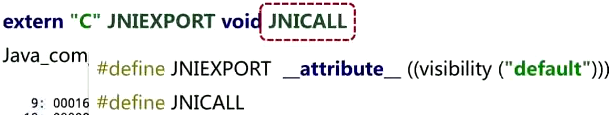 extern "C" JNIEXPORT void JNICALL
Java_com
#define JNIEXPORT __attribute__ ((visibility ("default")))
9: 00016
#define JNICALL